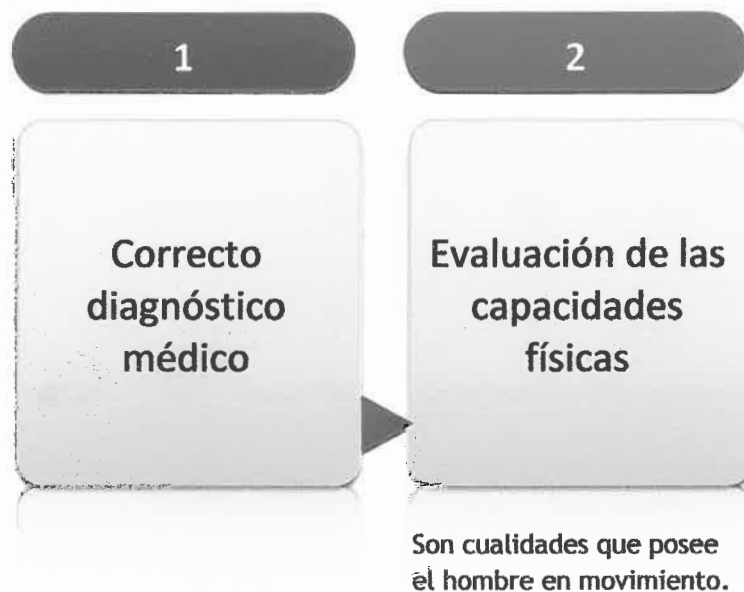 1
Correcto
diagnóstico
médico
2
Evaluación de las
capacidades
físicas
Son cualidades que posee
el hombre en movimiento.